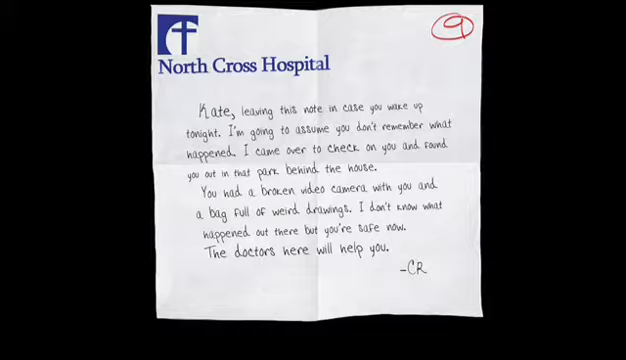 9
North Cross Hospital
Kate, leaving this note in case you wake up
tonight. I'm going to assume you don't remember what
happened. I came over to check on you and found
you out in that park behind the house.
You had a broken video camera with you and
a bag full of weird drawings. I don't know what
happened out there but you're safe now.
The doctors here will help you.
-CR